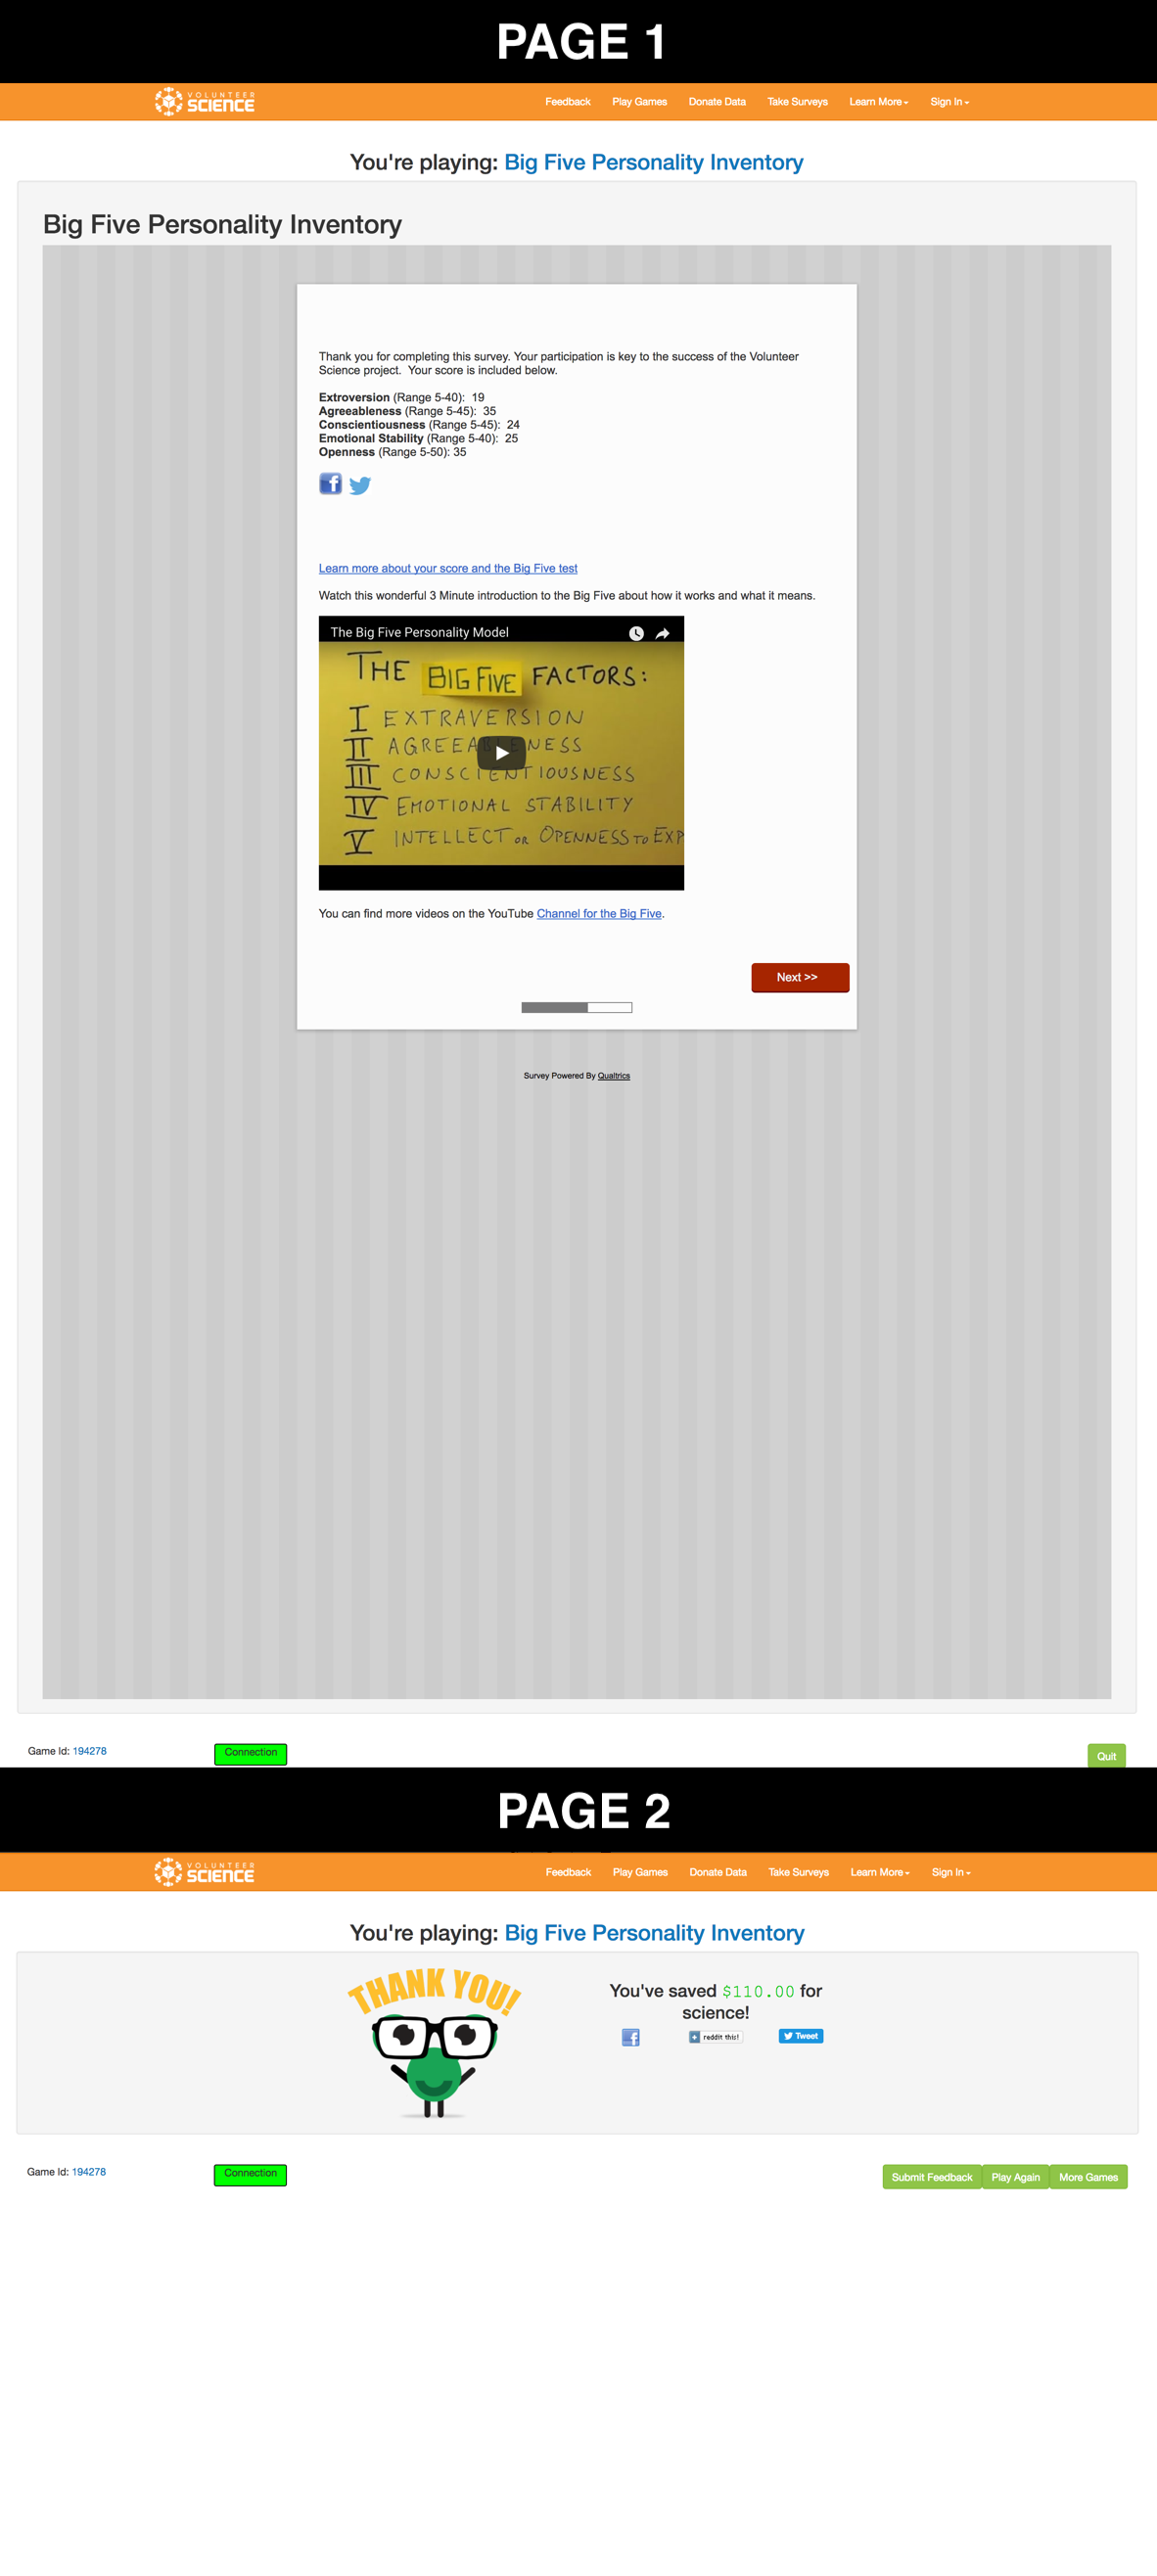 PAGE 1
VOLUNTEER
SCIENCE
Feedback Play Games Donate Data Take Surveys Learn More Sign In
You're playing: Big Five Personality Inventory
Big Five Personality Inventory
Thank you for completing this survey. Your participation is key to the success of the Volunteer
Science project. Your score is included below.
Extroversion (Range 5-40): 19
Agreeableness (Range 5-45): 35
Conscientiousness (Range 5-45): 24
Emotional Stability (Range 5-40): 25
Openness (Range 5-50): 35
Learn more about your score and the Big Five test
Watch this wonderful 3 Minute introduction to the Big Five about how it works and what it means.
The Big Five Personality Model
THE BIG FIVE FACTORS:
I EXTRAVERSION
II AGREEABLENESS
III CONSCIENTIOUSNESS
IV EMOTIONAL STABILITY
V INTELLECT OR OPENNESS TO EXP
You can find more videos on the YouTube Channel for the Big Five.
Next >>
Survey Powered By Qualtrics
Game Id: 194278 Connection Quit
PAGE 2
VOLUNTEER
SCIENCE
Feedback Play Games Donate Data Take Surveys Learn More Sign In
You're playing: Big Five Personality Inventory
THANK YOU!
You've saved $110.00 for
science!
reddit this! Tweet
Game Id: 194278 Connection Submit Feedback Play Again More Games